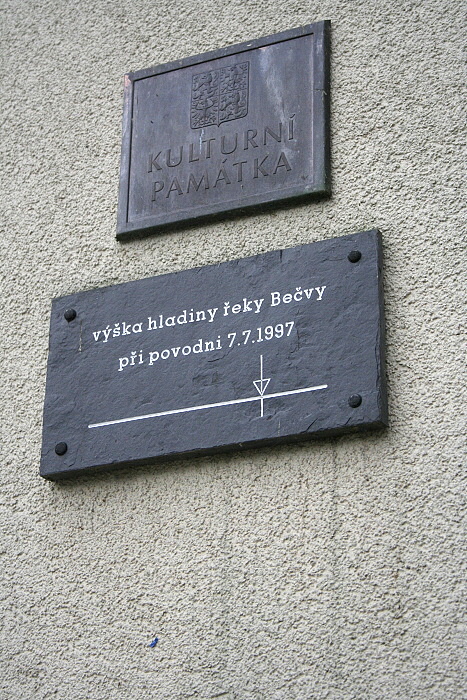 KULTURNÍ
PAMÁTKA
výška hladiny řeky Bečvy
při povodni 7.7.1997